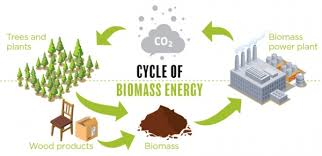 Trees and
plants
CO2
Biomass
power plant
CYCLE OF
BIOMASS ENERGY
Wood products
Biomass